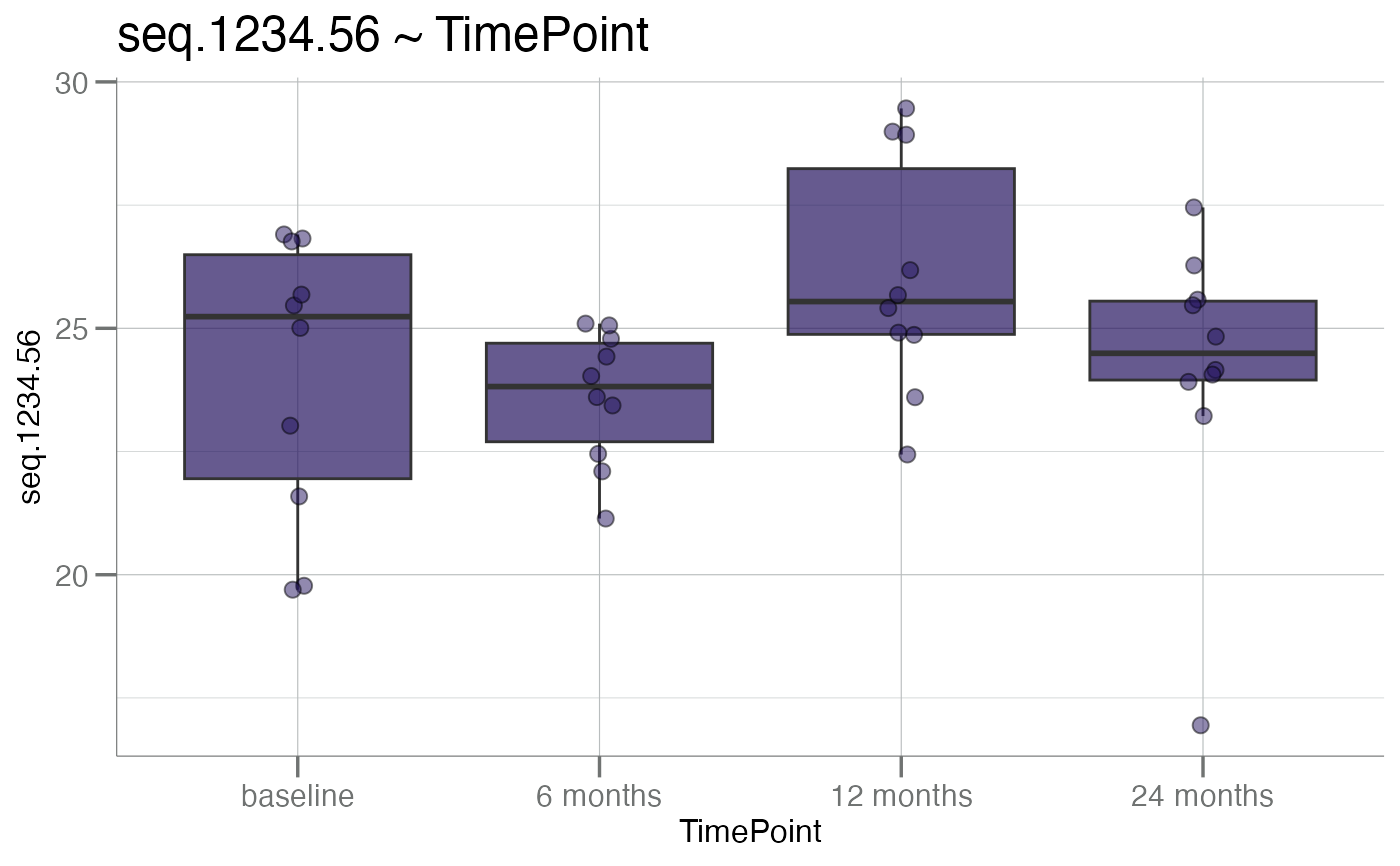 seq.1234.56 ~ TimePoint
seq.1234.56
30
25
20
baseline 6 months 12 months 24 months
TimePoint